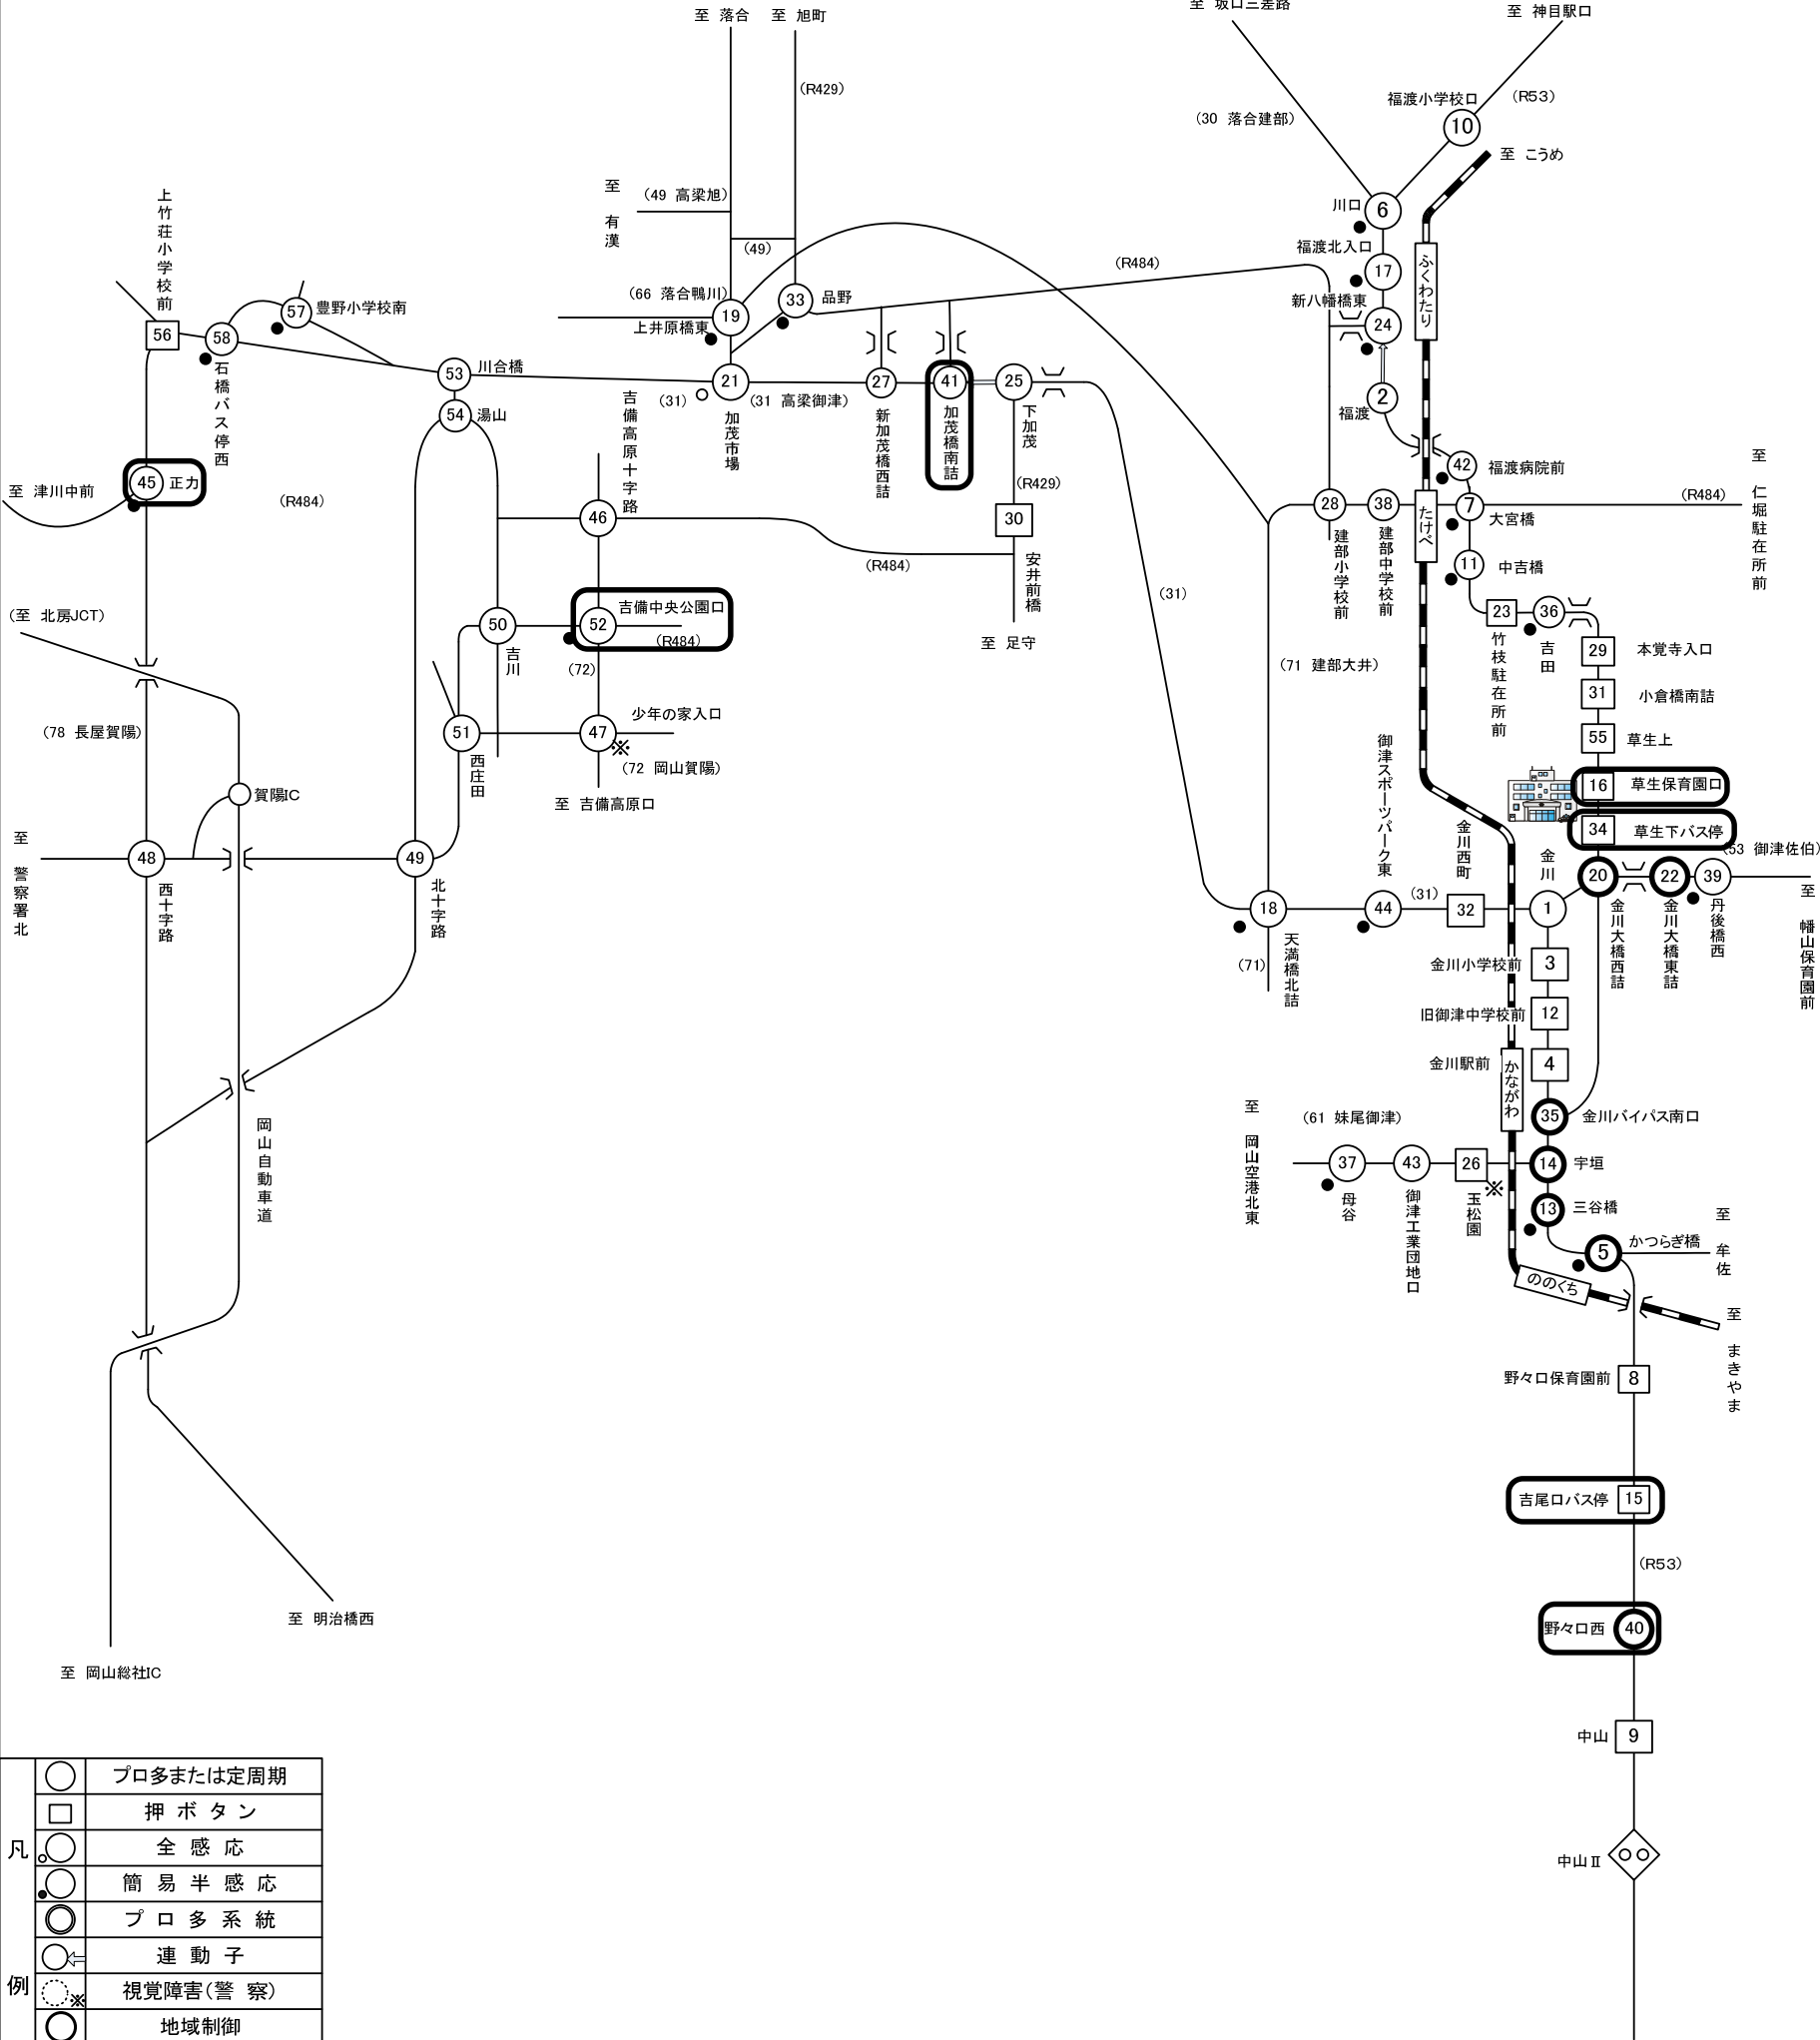 至 落合
至 旭町
至 坂口三差路
至 神目駅口
(R429)
福渡小学校口
(R53)
10
(30 落合建部)
至 こうめ
上竹荘小学校前
至 有漢
(49 高梁旭)
川口
6
(49)
福渡北入口
17
ふくわたり
(R484)
(66 落合鴨川)
19
33
品野
新八幡橋東
24
57
豊野小学校南
上井原橋東
56
58
石橋バス停西
53
川合橋
21
27
41
25
2
福渡
(31)
(31 高梁御津)
54
湯山
吉備高原十字路
加茂市場
新加茂橋西詰
加茂橋南詰
下加茂
42
福渡病院前
至 仁堀駐在所前
45
正力
至 津川中前
(R484)
(R429)
(R484)
28
38
たけべ
7
大宮橋
46
30
(R484)
安井前橋
建部小学校前
建部中学校前
11
中吉橋
(31)
23
36
竹枝駐在所前
吉田
(至 北房JCT)
50
吉川
52
吉備中央公園口
(R484)
(72)
至 足守
29
本覚寺入口
(71 建部大井)
31
小倉橋南詰
(78 長屋賀陽)
51
西庄田
47
※
少年の家入口
(72 岡山賀陽)
55
草生上
御津スポーツパーク東
賀陽IC
至 吉備高原口
16
草生保育園口
34
草生下バス停
(53 御津佐伯)
至 警察署北
48
西十字路
49
北十字路
金川西町
金川
20
22
39
18
44
(31)
32
1
至 幡山保育園前
天満橋北詰
金川大橋西詰
金川大橋東詰
丹後橋西
(71)
金川小学校前
3
旧御津中学校前
12
金川駅前
かながわ
4
35
金川バイパス南口
岡山自動車道
至 岡山空港北東
(61 妹尾御津)
37
43
26
14
宇垣
母谷
御津工業団地口
玉松園
※
13
三谷橋
5
かつらぎ橋
至 牟佐
ののくち
至 まきやま
野々口保育園前
8
吉尾口バス停
15
(R53)
野々口西
40
至 明治橋西
至 岡山総社IC
中山
9
中山Ⅱ
凡例
プロ多または定周期
押ボタン
全感応
簡易半感応
プロ多系統
連動子
※
視覚障害(警察)
地域制御